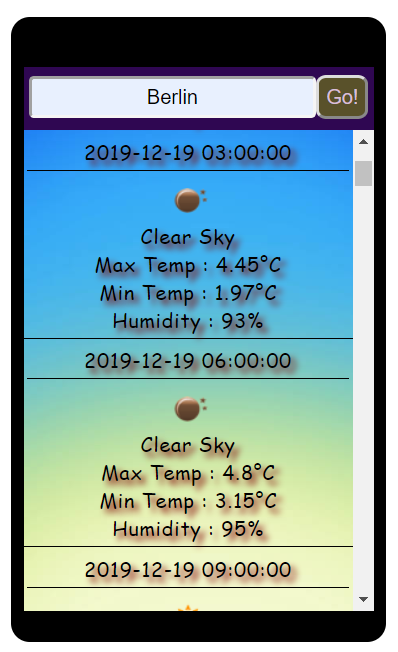 Berlin Go!
2019-12-19 03:00:00
Clear Sky
Max Temp : 4.45°C
Min Temp : 1.97°C
Humidity : 93%
2019-12-19 06:00:00
Clear Sky
Max Temp : 4.8°C
Min Temp : 3.15°C
Humidity : 95%
2019-12-19 09:00:00